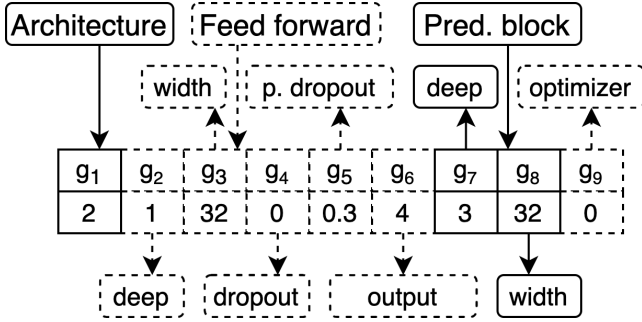 Architecture Feed forward Pred. block
width p. dropout deep optimizer
g1 g2 g3 g4 g5 g6 g7 g8 g9
2 1 32 0 0.3 4 3 32 0
deep dropout output width